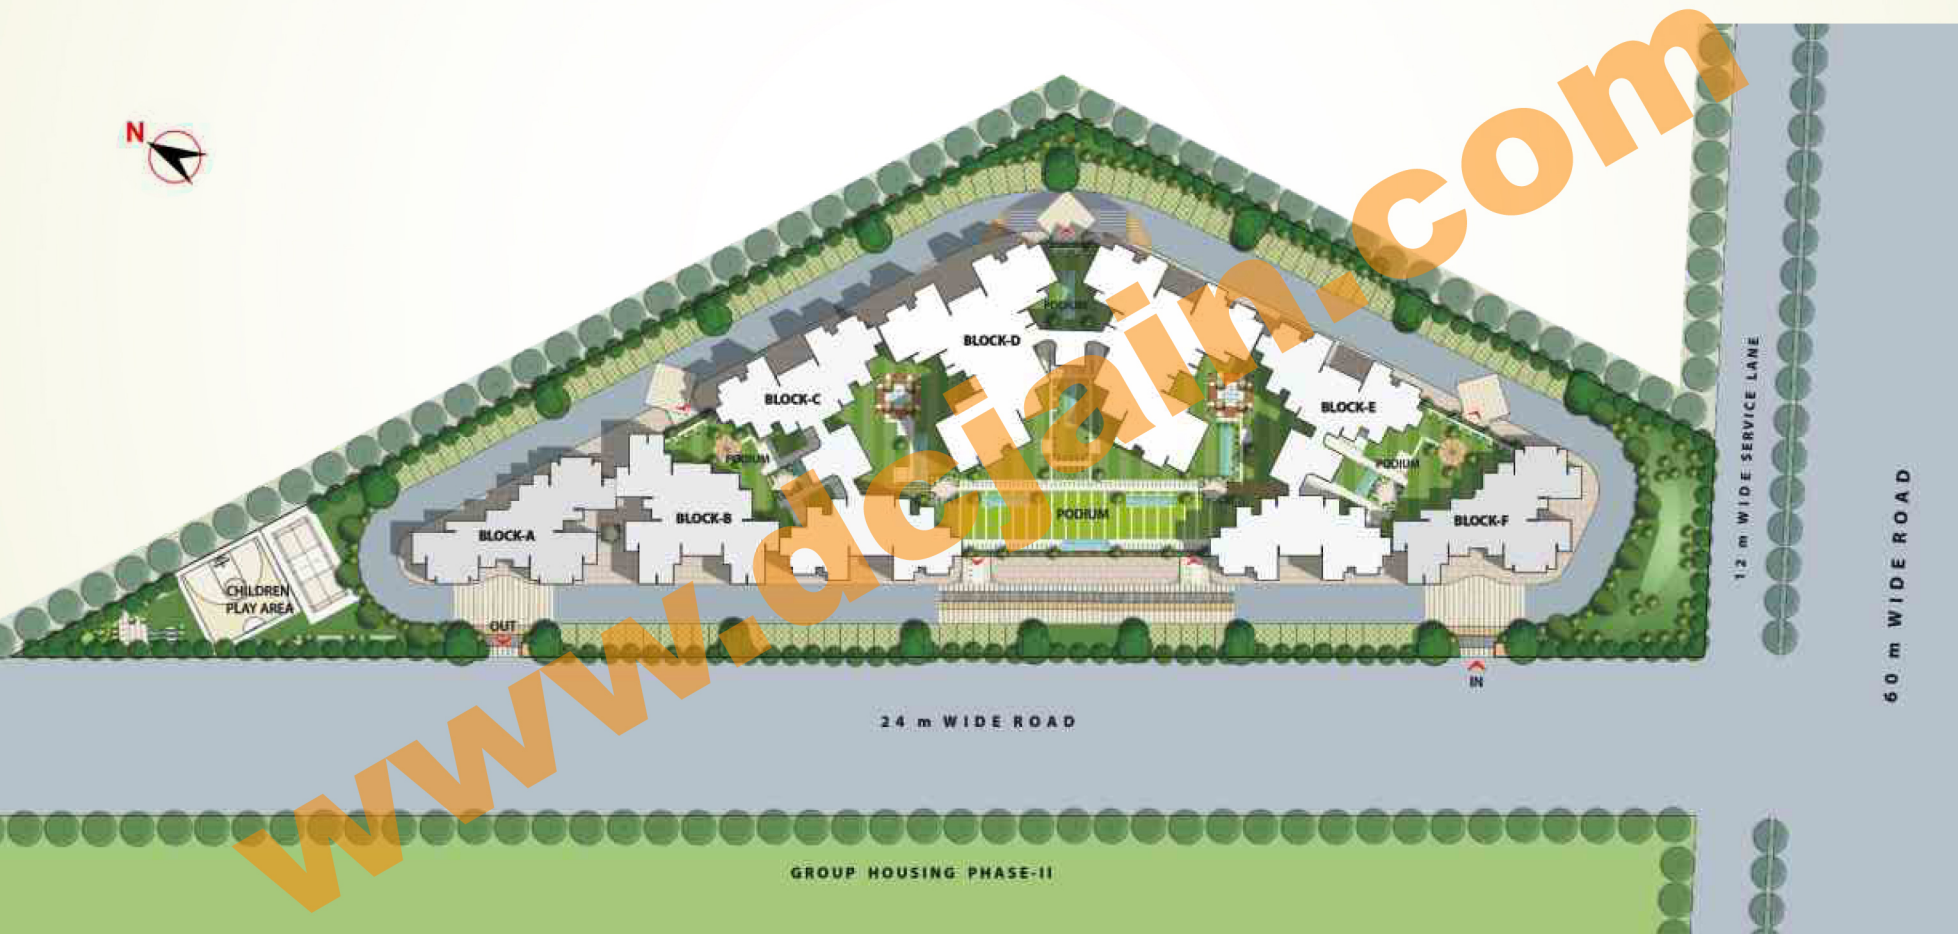 N
PODIUM
BLOCK-D
BLOCK-C
BLOCK-E
PODIUM
PODIUM
BLOCK-A
BLOCK-B
PODIUM
BLOCK-F
CHILDREN
PLAY AREA
OUT
IN
24 m WIDE ROAD
12 m WIDE SERVICE LANE
60 m WIDE ROAD
GROUP HOUSING PHASE-II
www.dcjain.com